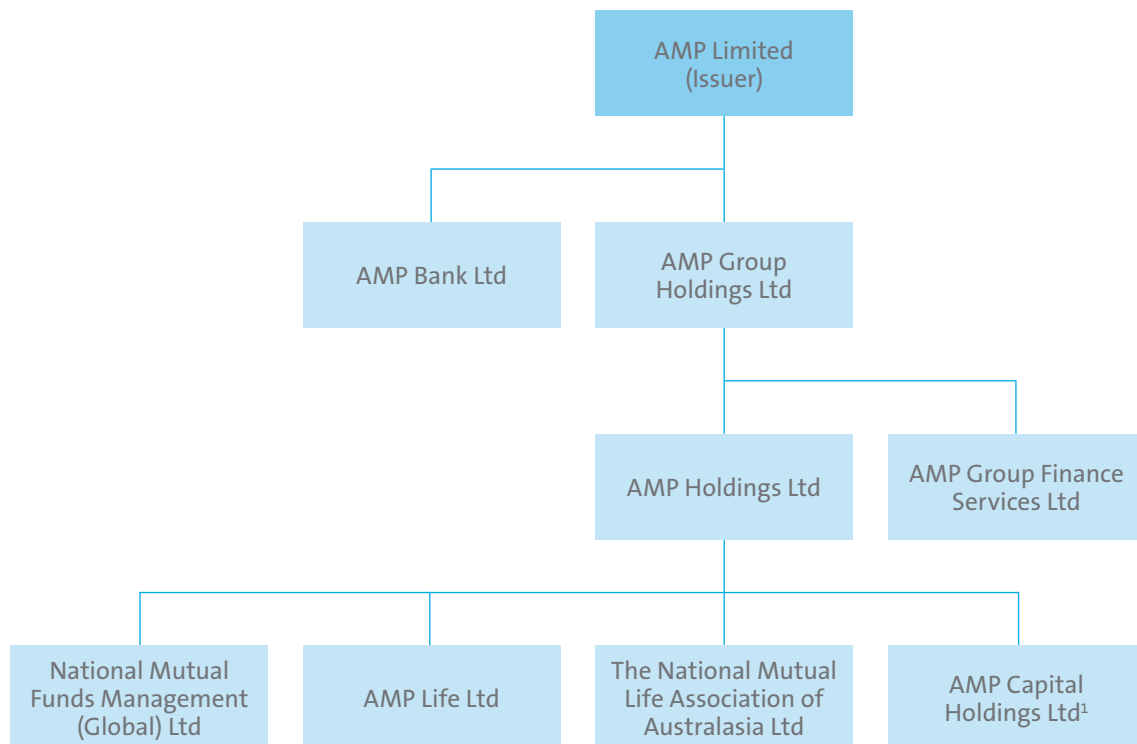 AMP Limited
(Issuer)
AMP Bank Ltd
AMP Group
Holdings Ltd
AMP Holdings Ltd
AMP Group Finance
Services Ltd
National Mutual
Funds Management
(Global) Ltd
AMP Life Ltd
The National Mutual
Life Association of
Australasia Ltd
AMP Capital
Holdings Ltd¹